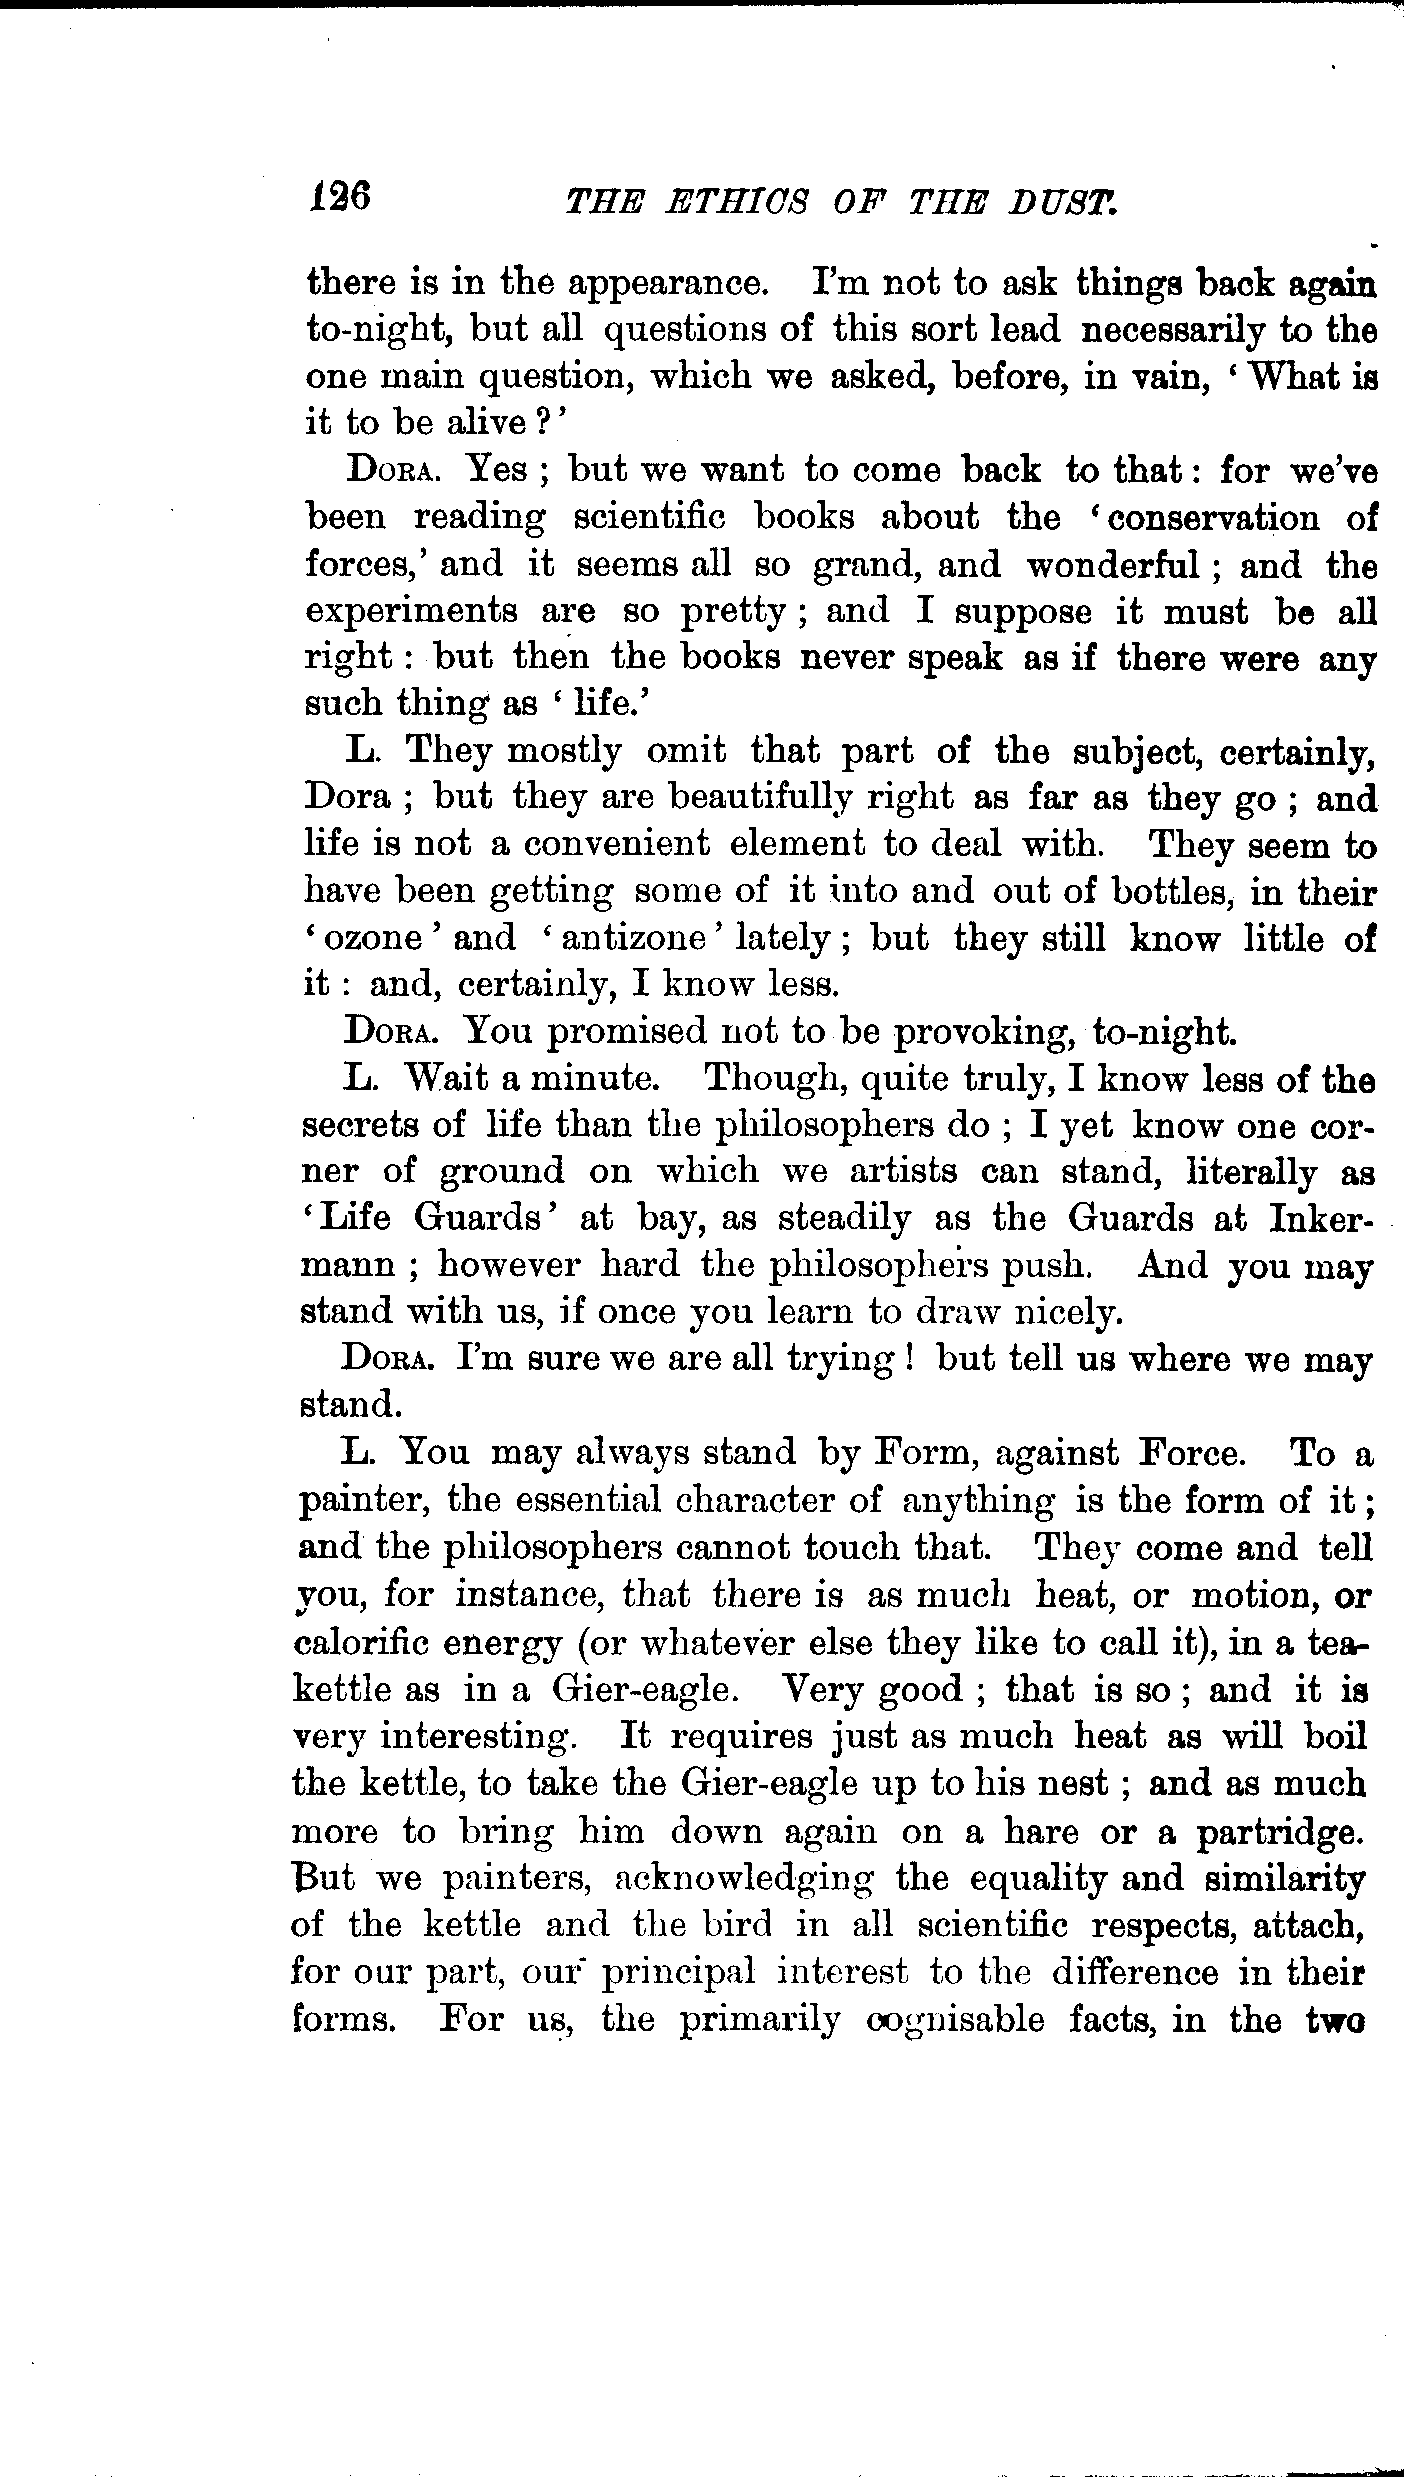 126 THE ETHICS OF THE DUST.
there is in the appearance. I'm not to ask things back again
to-night, but all questions of this sort lead necessarily to the
one main question, which we asked, before, in vain, ‘What is
it to be alive?’
DORA. Yes; but we want to come back to that: for we've
been reading scientific books about the ‘conservation of
forces,’ and it seems all so grand, and wonderful; and the
experiments are so pretty; and I suppose it must be all
right: but then the books never speak as if there were any
such thing as ‘life.’
L. They mostly omit that part of the subject, certainly,
Dora; but they are beautifully right as far as they go; and
life is not a convenient element to deal with. They seem to
have been getting some of it into and out of bottles, in their
‘ozone’ and ‘antizone’ lately; but they still know little of
it: and, certainly, I know less.
DORA. You promised not to be provoking, to-night.
L. Wait a minute. Though, quite truly, I know less of the
secrets of life than the philosophers do; I yet know one cor-
ner of ground on which we artists can stand, literally as
‘Life Guards’ at bay, as steadily as the Guards at Inker-
mann; however hard the philosophers push. And you may
stand with us, if once you learn to draw nicely.
DORA. I'm sure we are all trying! but tell us where we may
stand.
L. You may always stand by Form, against Force. To a
painter, the essential character of anything is the form of it;
and the philosophers cannot touch that. They come and tell
you, for instance, that there is as much heat, or motion, or
calorific energy (or whatever else they like to call it), in a tea-
kettle as in a Gier-eagle. Very good; that is so; and it is
very interesting. It requires just as much heat as will boil
the kettle, to take the Gier-eagle up to his nest; and as much
more to bring him down again on a hare or a partridge.
But we painters, acknowledging the equality and similarity
of the kettle and the bird in all scientific respects, attach,
for our part, our principal interest to the difference in their
forms. For us, the primarily cognisable facts, in the two